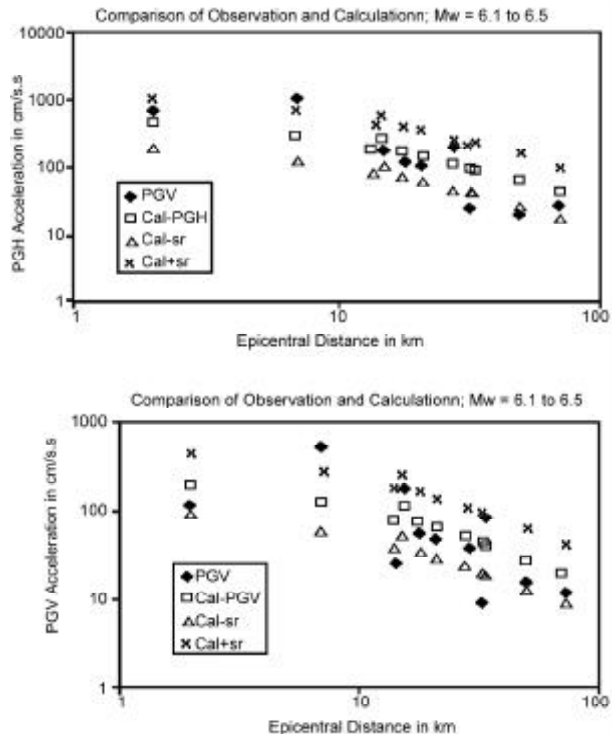 Comparison of Observation and Calculationn; Mw = 6.1 to 6.5
10000
1000
100
10
1
PGH Acceleration in cm/s.s
PGV
Cal-PGH
Cal-sr
Cal+sr
1
10
100
Epicentral Distance in km
Comparison of Observation and Calculationn; Mw = 6.1 to 6.5
1000
100
10
1
PGV Acceleration in cm/s.s
PGV
Cal-PGV
Cal-sr
Cal+sr
1
10
100
Epicentral Distance in km